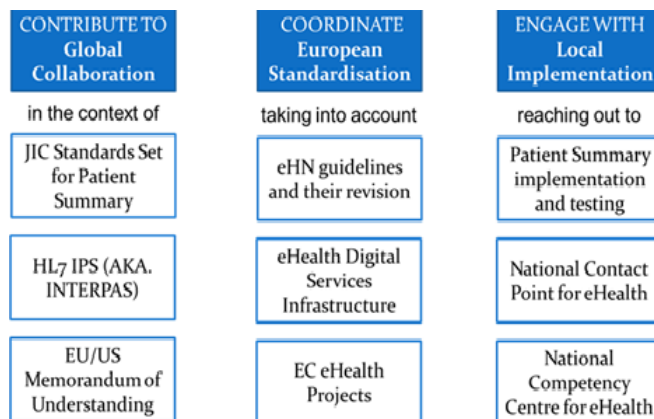 CONTRIBUTE TO
Global
Collaboration
in the context of
JIC Standards Set
for Patient
Summary
HL7 IPS (AKA.
INTERPAS)
EU/US
Memorandum of
Understanding
COORDINATE
European
Standardisation
taking into account
eHN guidelines
and their revision
eHealth Digital
Services
Infrastructure
EC eHealth
Projects
ENGAGE WITH
Local
Implementation
reaching out to
Patient Summary
implementation
and testing
National Contact
Point for eHealth
National
Competency
Centre for eHealth